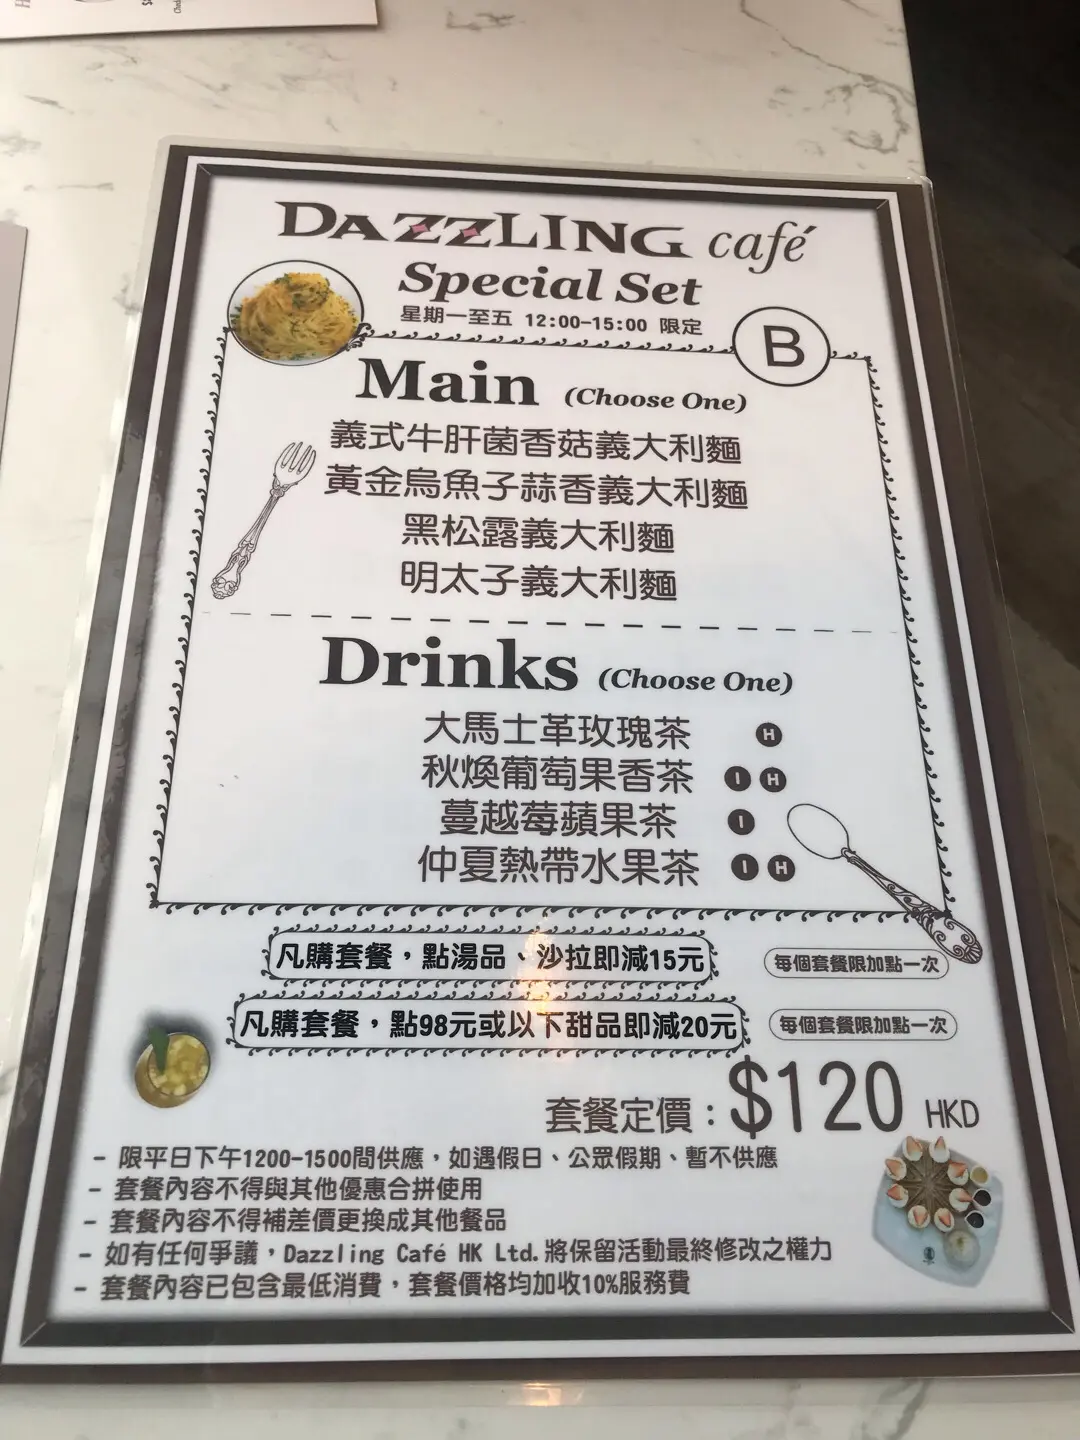 DAZZLING café
Special Set
星期一至五 12:00-15:00 限定
B
Main (Choose One)
義式牛肝菌香菇義大利麵
黃金烏魚子蒜香義大利麵
黑松露義大利麵
明太子義大利麵
Drinks (Choose One)
大馬士革玫瑰茶 H
秋煥葡萄果香茶 I H
蔓越莓蘋果茶 I
仲夏熱帶水果茶 I H
凡購套餐，點湯品、沙拉即減15元 每個套餐限加點一次
凡購套餐，點98元或以下甜品即減20元 每個套餐限加點一次
套餐定價：$120 HKD
- 限平日下午1200-1500間供應，如遇假日、公眾假期、暫不供應
- 套餐內容不得與其他優惠合拼使用
- 套餐內容不得補差價更換成其他餐品
- 如有任何爭議，Dazzling Café HK Ltd.將保留活動最終修改之權力
- 套餐內容已包含最低消費，套餐價格均加收10%服務費